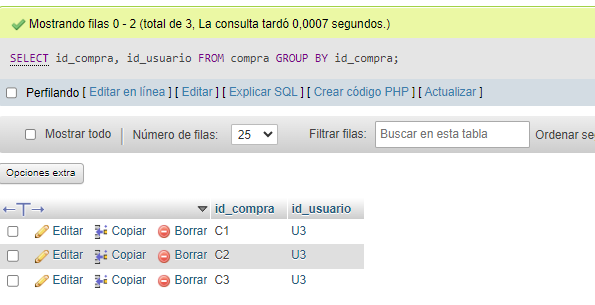 Mostrando filas 0 - 2 (total de 3, La consulta tardó 0,0007 segundos.)
SELECT id_compra, id_usuario FROM compra GROUP BY id_compra;
Perfilando [ Editar en línea ] [ Editar ] [ Explicar SQL ] [ Crear código PHP ] [ Actualizar ]
Mostrar todo | Número de filas: 25 Filtrar filas: Buscar en esta tabla Ordenar se
Opciones extra
←T→ id_compra id_usuario
Editar Copiar Borrar C1 U3
Editar Copiar Borrar C2 U3
Editar Copiar Borrar C3 U3